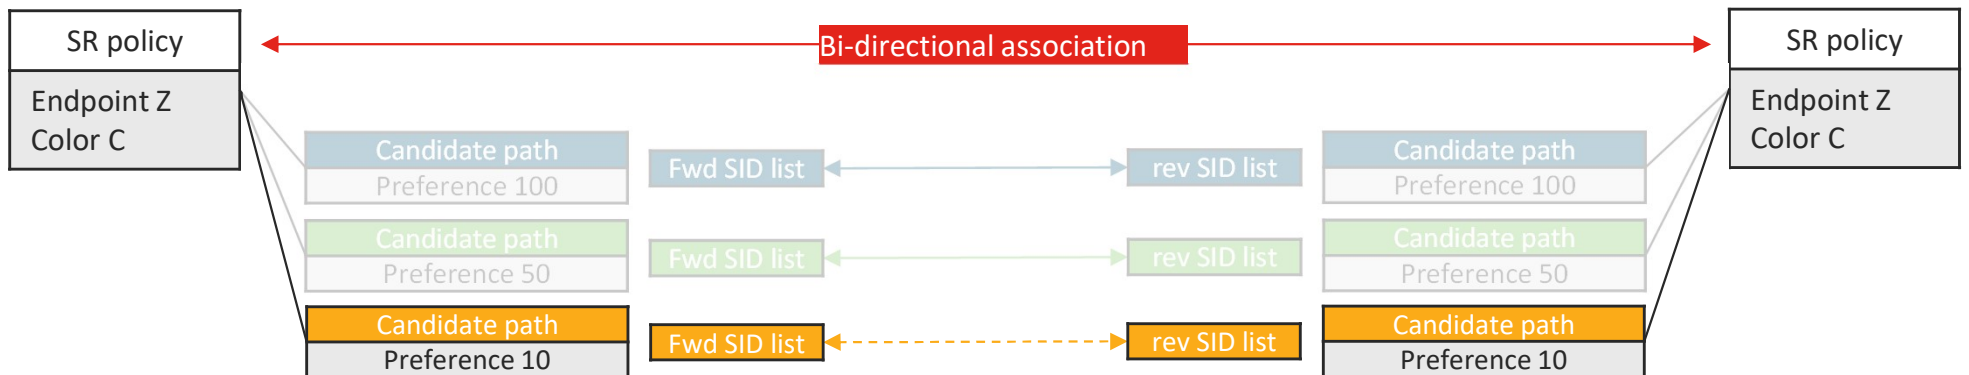 SR policy
Endpoint Z
Color C
Bi-directional association
SR policy
Endpoint Z
Color C
Candidate path
Preference 100
Fwd SID list
rev SID list
Candidate path
Preference 100
Candidate path
Preference 50
Fwd SID list
rev SID list
Candidate path
Preference 50
Candidate path
Preference 10
Fwd SID list
rev SID list
Candidate path
Preference 10